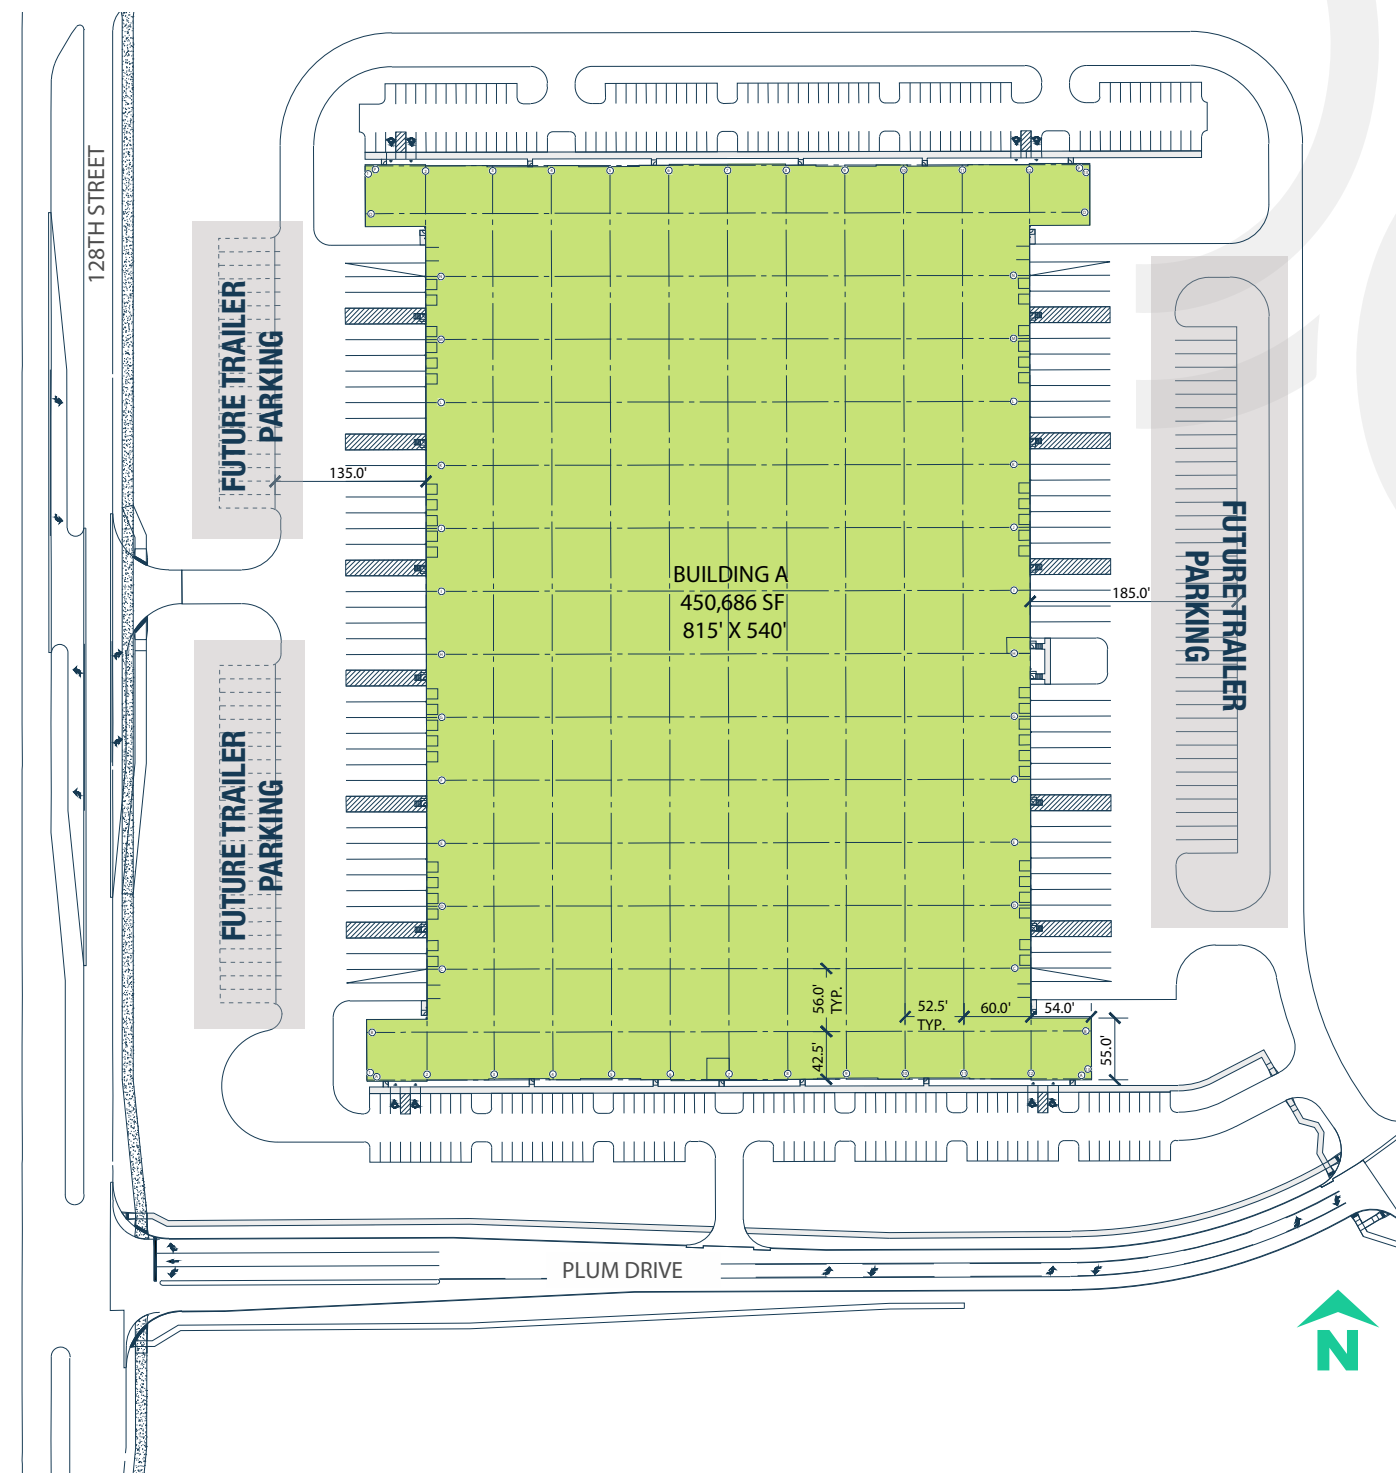 128TH STREET
FUTURE TRAILER
PARKING
135.0'
BUILDING A
450,686 SF
815' X 540'
185.0'
FUTURE TRAILER
PARKING
FUTURE TRAILER
PARKING
56.0'
TYP.
52.5'
TYP.
60.0'
54.0'
42.5'
55.0'
PLUM DRIVE
N